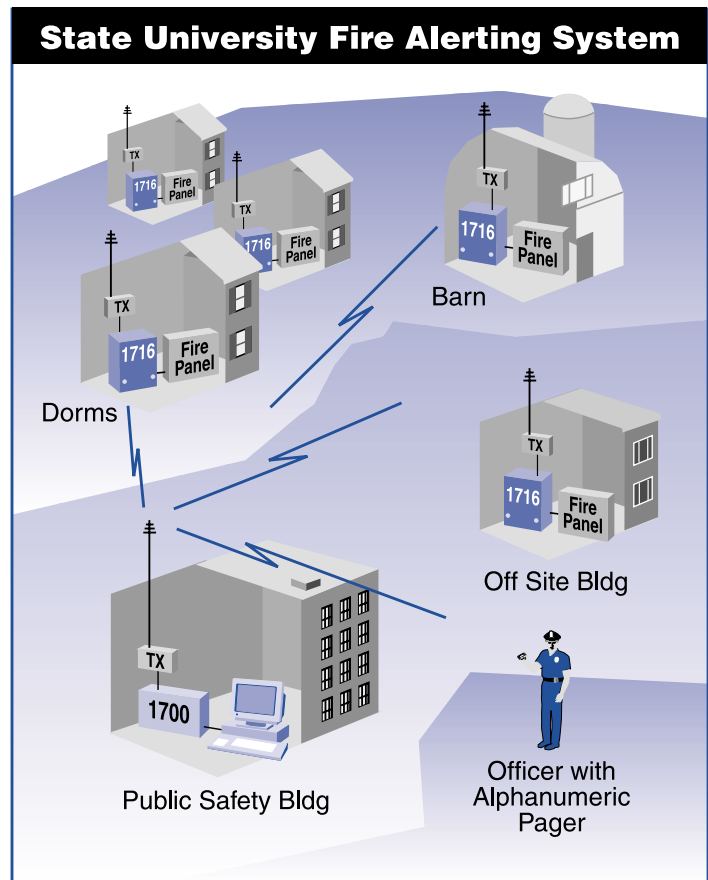 State University Fire Alerting System
TX
1716
Fire
Panel
TX
1716
Fire
Panel
TX
1716
Fire
Panel
Dorms
TX
1716
Fire
Panel
Barn
TX
1716
Fire
Panel
Off Site Bldg
TX
1700
Public Safety Bldg
Officer with
Alphanumeric
Pager